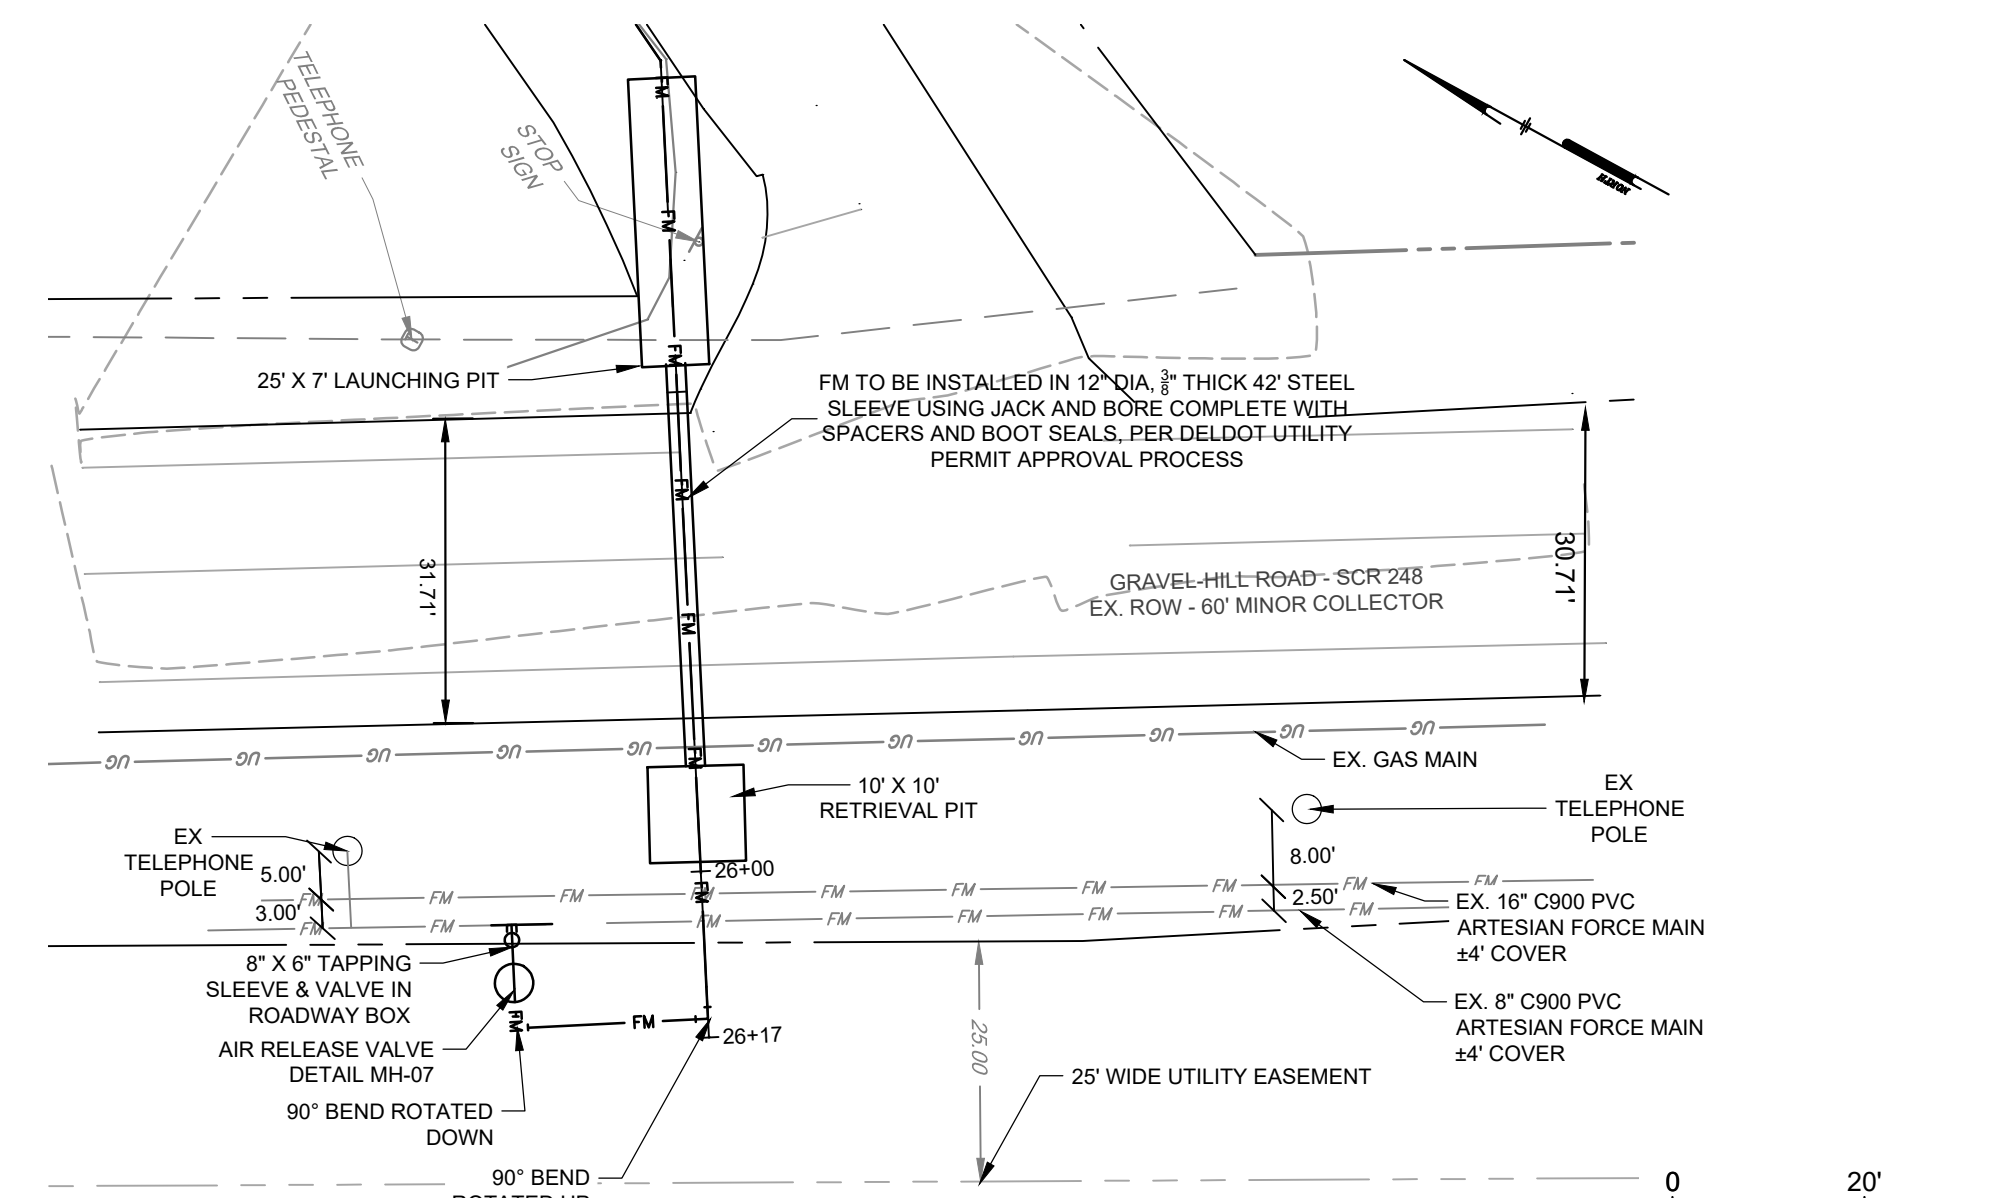 TELEPHONE
PEDESTAL
STOP
SIGN
NORTH
FM
FM
FM
25' X 7' LAUNCHING PIT
FM TO BE INSTALLED IN 12" DIA, 3/8" THICK 42' STEEL
SLEEVE USING JACK AND BORE COMPLETE WITH
SPACERS AND BOOT SEALS, PER DELDOT UTILITY
PERMIT APPROVAL PROCESS
FM
31.71'
30.71'
GRAVEL-HILL ROAD - SCR 248
EX. ROW - 60' MINOR COLLECTOR
FM
UG UG UG UG UG UG UG UG UG UG UG
FM
EX. GAS MAIN
10' X 10'
RETRIEVAL PIT
EX
TELEPHONE
POLE
EX
TELEPHONE
POLE
5.00'
3.00'
8.00'
2.50'
26+00
FM
FM FM FM FM FM FM FM FM FM FM
FM FM FM FM FM FM FM FM
EX. 16" C900 PVC
ARTESIAN FORCE MAIN
±4' COVER
8" X 6" TAPPING
SLEEVE & VALVE IN
ROADWAY BOX
EX. 8" C900 PVC
ARTESIAN FORCE MAIN
±4' COVER
FM
FM
26+17
AIR RELEASE VALVE
DETAIL MH-07
25.00
25' WIDE UTILITY EASEMENT
90° BEND ROTATED
DOWN
90° BEND
ROTATED UP
0 20'